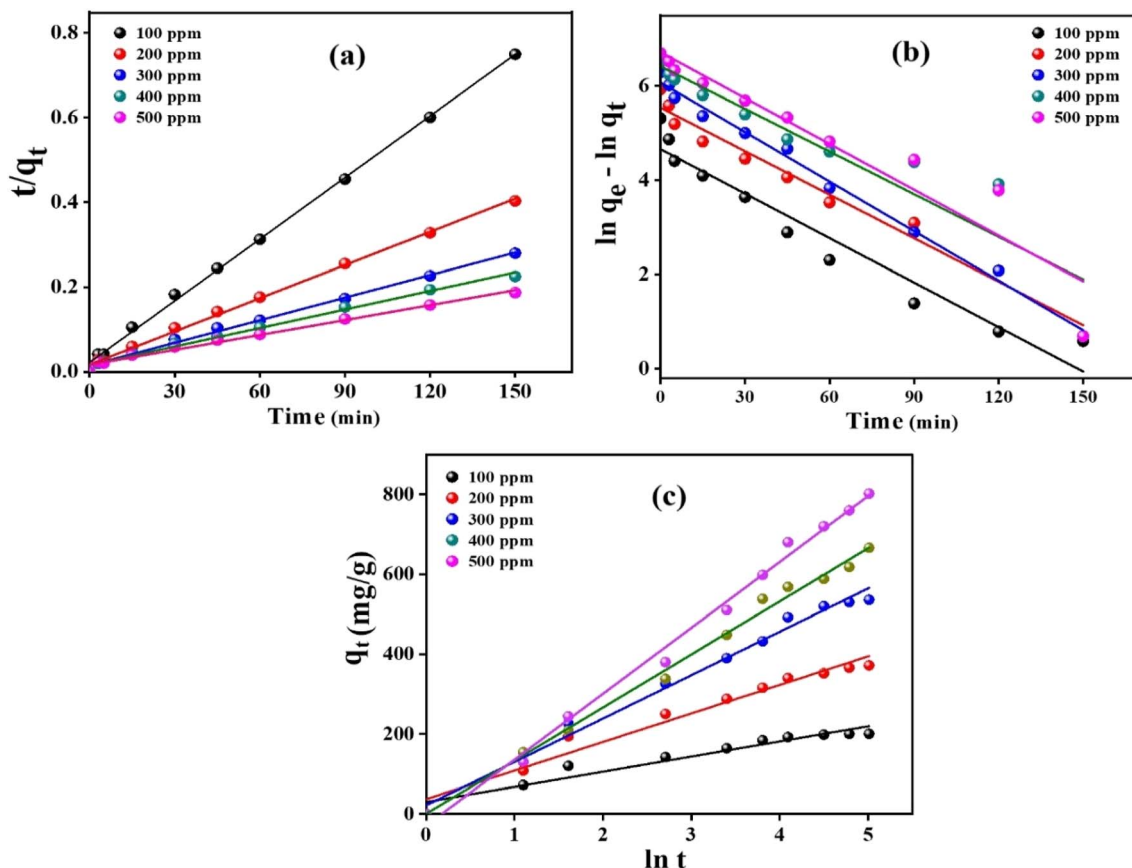 (a)
100 ppm
200 ppm
300 ppm
400 ppm
500 ppm
t/qt
0.8
0.6
0.4
0.2
0.0
0 30 60 90 120 150
Time (min)
(b)
100 ppm
200 ppm
300 ppm
400 ppm
500 ppm
ln qe - ln qt
6
4
2
0
0 30 60 90 120 150
Time (min)
(c)
100 ppm
200 ppm
300 ppm
400 ppm
500 ppm
qt (mg/g)
800
600
400
200
0
0 1 2 3 4 5
ln t